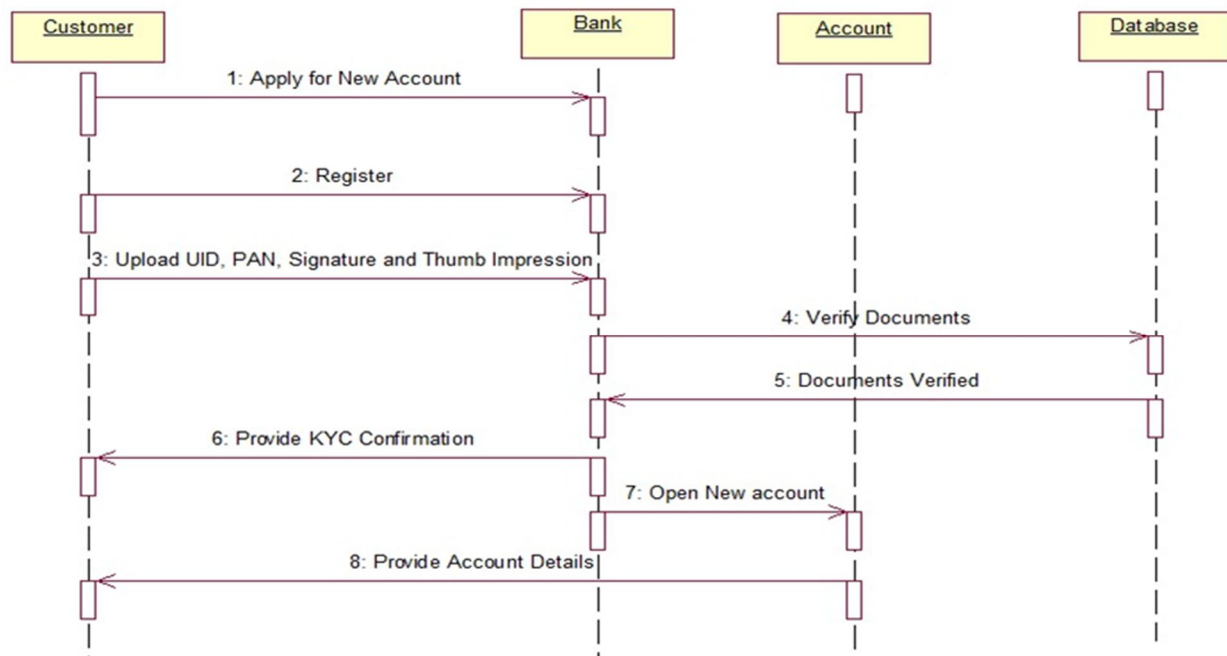 Customer
Bank
Account
Database
1: Apply for New Account
2: Register
3: Upload UID, PAN, Signature and Thumb Impression
4: Verify Documents
5: Documents Verified
6: Provide KYC Confirmation
7: Open New account
8: Provide Account Details